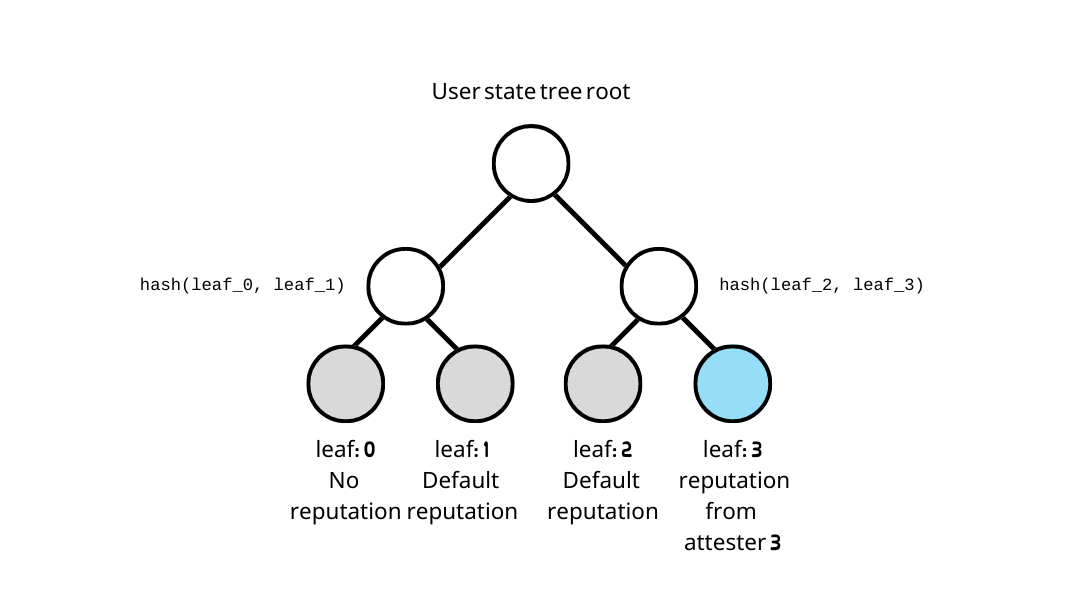 User state tree root
hash(leaf_0, leaf_1)
hash(leaf_2, leaf_3)
leaf: 0
No
reputation
leaf: 1
Default
reputation
leaf: 2
Default
reputation
leaf: 3
reputation
from
attester 3